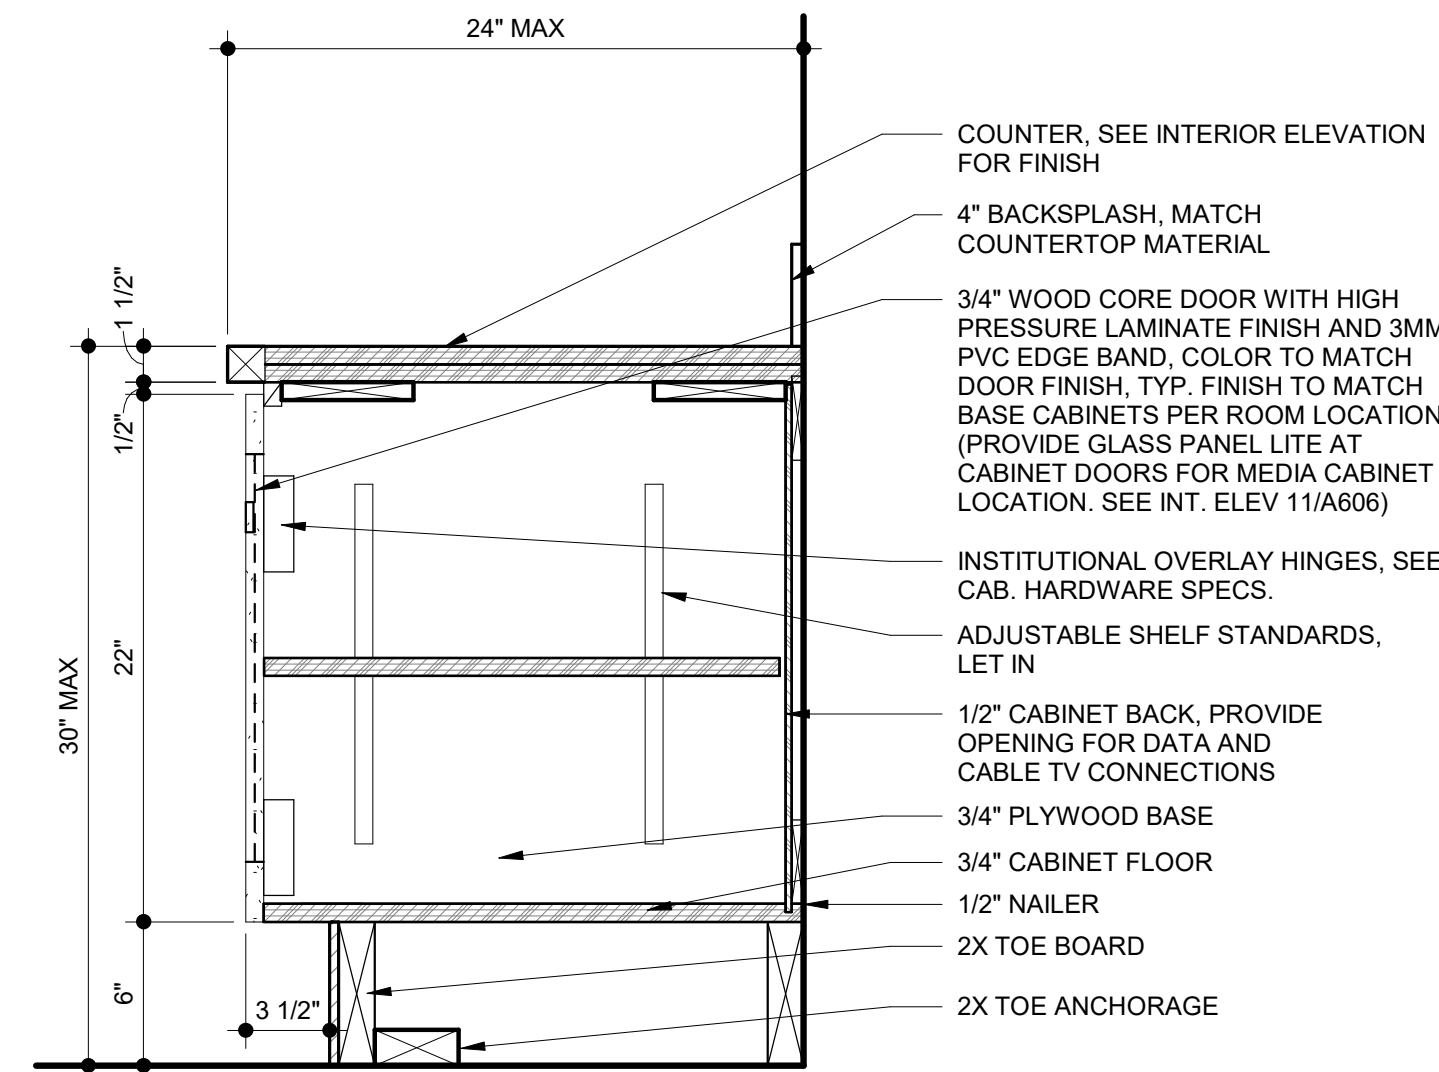 24" MAX
COUNTER, SEE INTERIOR ELEVATION
FOR FINISH
4" BACKSPLASH, MATCH
COUNTERTOP MATERIAL
1 1/2"
3/4" WOOD CORE DOOR WITH HIGH
PRESSURE LAMINATE FINISH AND 3MM
PVC EDGE BAND, COLOR TO MATCH
DOOR FINISH, TYP. FINISH TO MATCH
BASE CABINETS PER ROOM LOCATION
(PROVIDE GLASS PANEL LITE AT
CABINET DOORS FOR MEDIA CABINET
LOCATION. SEE INT. ELEV 11/A606)
1/2"
INSTITUTIONAL OVERLAY HINGES, SEE
CAB. HARDWARE SPECS.
ADJUSTABLE SHELF STANDARDS,
LET IN
22"
30" MAX
1/2" CABINET BACK, PROVIDE
OPENING FOR DATA AND
CABLE TV CONNECTIONS
3/4" PLYWOOD BASE
3/4" CABINET FLOOR
1/2" NAILER
2X TOE BOARD
6"
3 1/2"
2X TOE ANCHORAGE